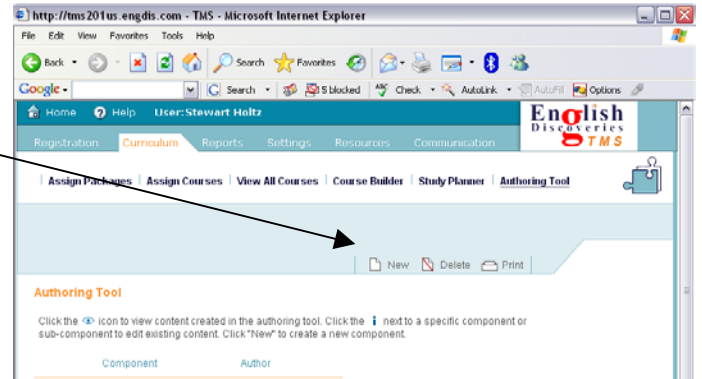 http://tms201us.engdis.com - TMS - Microsoft Internet Explorer
File Edit View Favorites Tools Help
Back Search Favorites
Google Search 5 blocked Check AutoLink AutoFill Options
Home Help User:Stewart Holtz
English
Discoveries
TMS
Registration Curriculum Reports Settings Resources Communication
Assign Packages Assign Courses View All Courses Course Builder Study Planner Authoring Tool
New Delete Print
Authoring Tool
Click the icon to view content created in the authoring tool. Click the i next to a specific component or
sub-component to edit existing content. Click "New" to create a new component.
Component Author